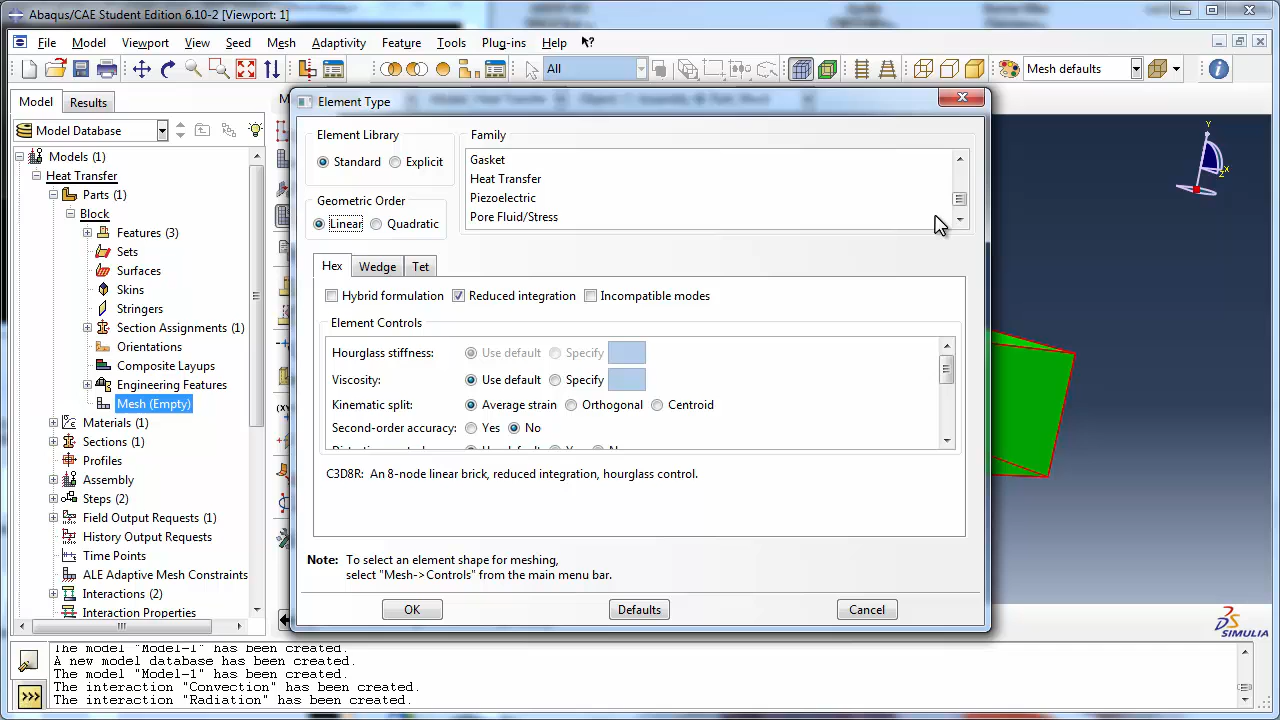 Abaqus/CAE Student Edition 6.10-2 [Viewport: 1]
File Model Viewport View Seed Mesh Adaptivity Feature Tools Plug-ins Help
All
Mesh defaults
Model Results
Model Database
Models (1)
Heat Transfer
Parts (1)
Block
Features (3)
Sets
Surfaces
Skins
Stringers
Section Assignments (1)
Orientations
Composite Layups
Engineering Features
Mesh (Empty)
Materials (1)
Sections (1)
Profiles
Assembly
Steps (2)
Field Output Requests (1)
History Output Requests
Time Points
ALE Adaptive Mesh Constraints
Interactions (2)
Interaction Properties
Element Type
Element Library
Standard Explicit
Geometric Order
Linear Quadratic
Family
Gasket
Heat Transfer
Piezoelectric
Pore Fluid/Stress
Hex Wedge Tet
Hybrid formulation Reduced integration Incompatible modes
Element Controls
Hourglass stiffness: Use default Specify
Viscosity: Use default Specify
Kinematic split: Average strain Orthogonal Centroid
Second-order accuracy: Yes No
C3D8R: An 8-node linear brick, reduced integration, hourglass control.
Note: To select an element shape for meshing,
select "Mesh->Controls" from the main menu bar.
OK Defaults Cancel
Y
X
Z
SIMULIA
The model "Model-1" has been created.
A new model database has been created.
The model "Model-1" has been created.
The interaction "Convection" has been created.
The interaction "Radiation" has been created.